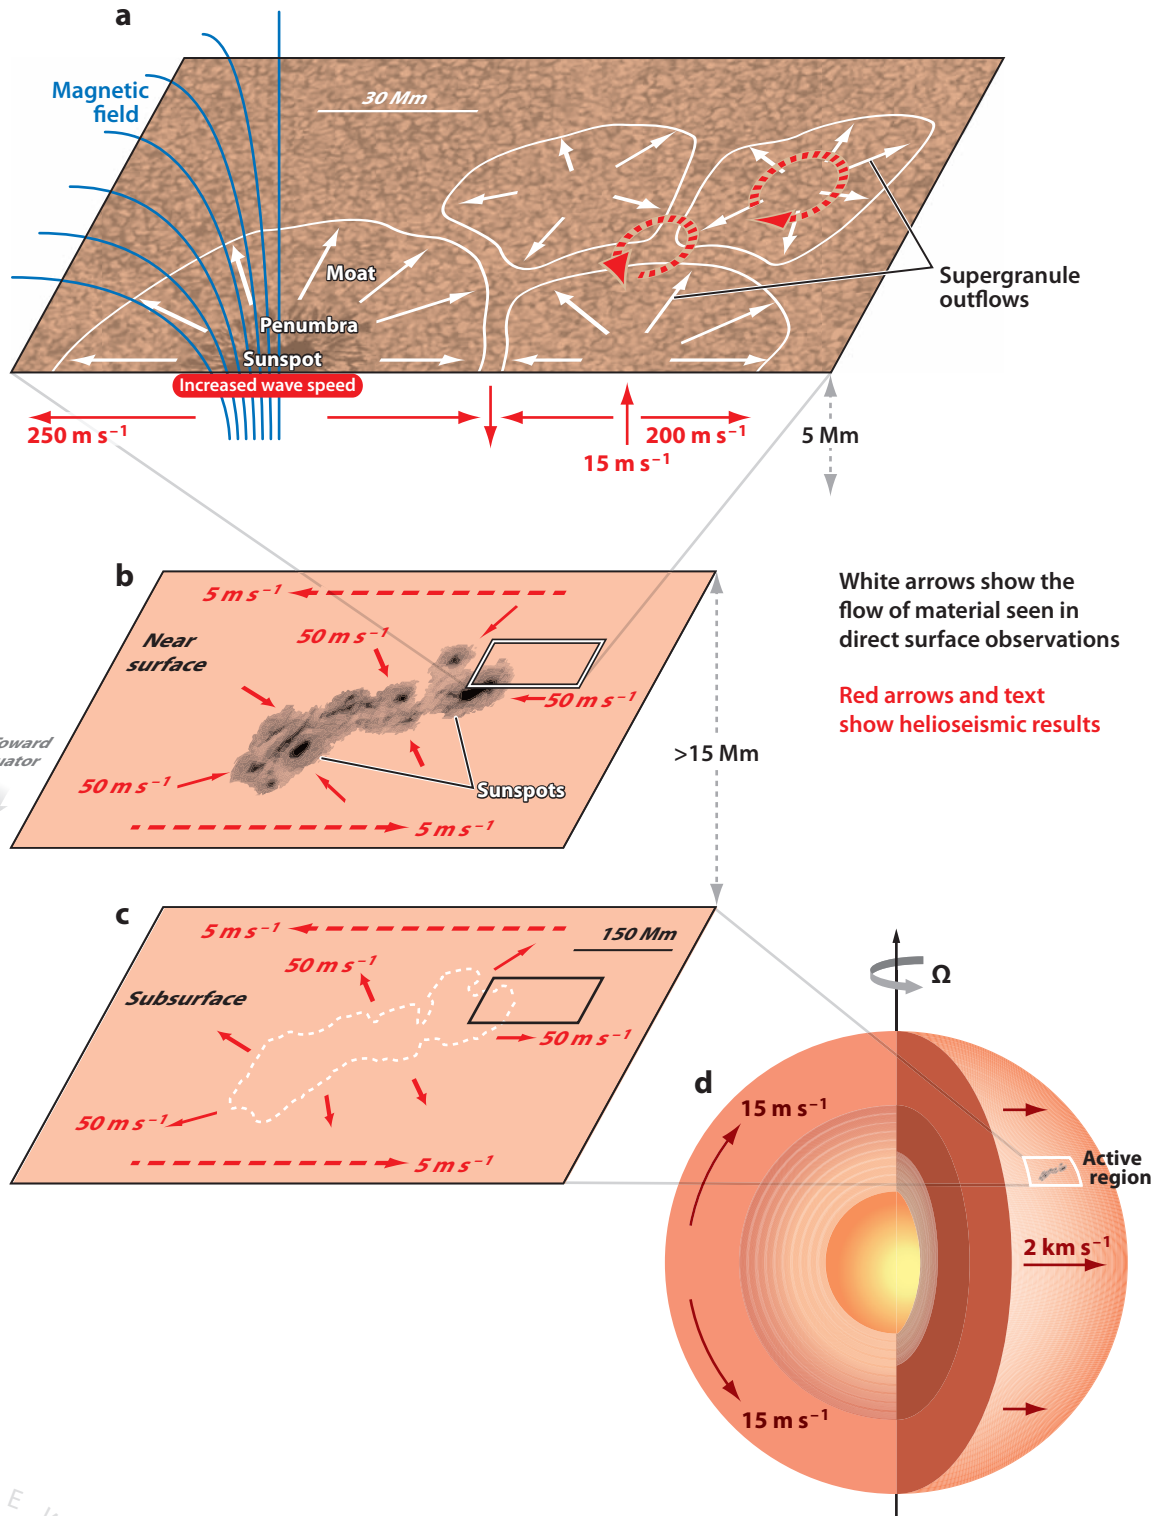 a
Magnetic
field
30 Mm
Moat
Penumbra
Sunspot
Increased wave speed
Supergranule
outflows
250 m s⁻¹
200 m s⁻¹
15 m s⁻¹
5 Mm
b
5 m s⁻¹
Near
surface
50 m s⁻¹
50 m s⁻¹
50 m s⁻¹
Sunspots
5 m s⁻¹
>15 Mm
White arrows show the
flow of material seen in
direct surface observations
Red arrows and text
show helioseismic results
c
5 m s⁻¹
150 Mm
50 m s⁻¹
Subsurface
50 m s⁻¹
50 m s⁻¹
5 m s⁻¹
Ω
d
15 m s⁻¹
Active
region
2 km s⁻¹
15 m s⁻¹